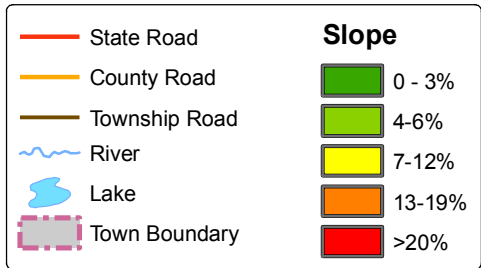 State Road
County Road
Township Road
River
Lake
Town Boundary
Slope
0 - 3%
4-6%
7-12%
13-19%
>20%